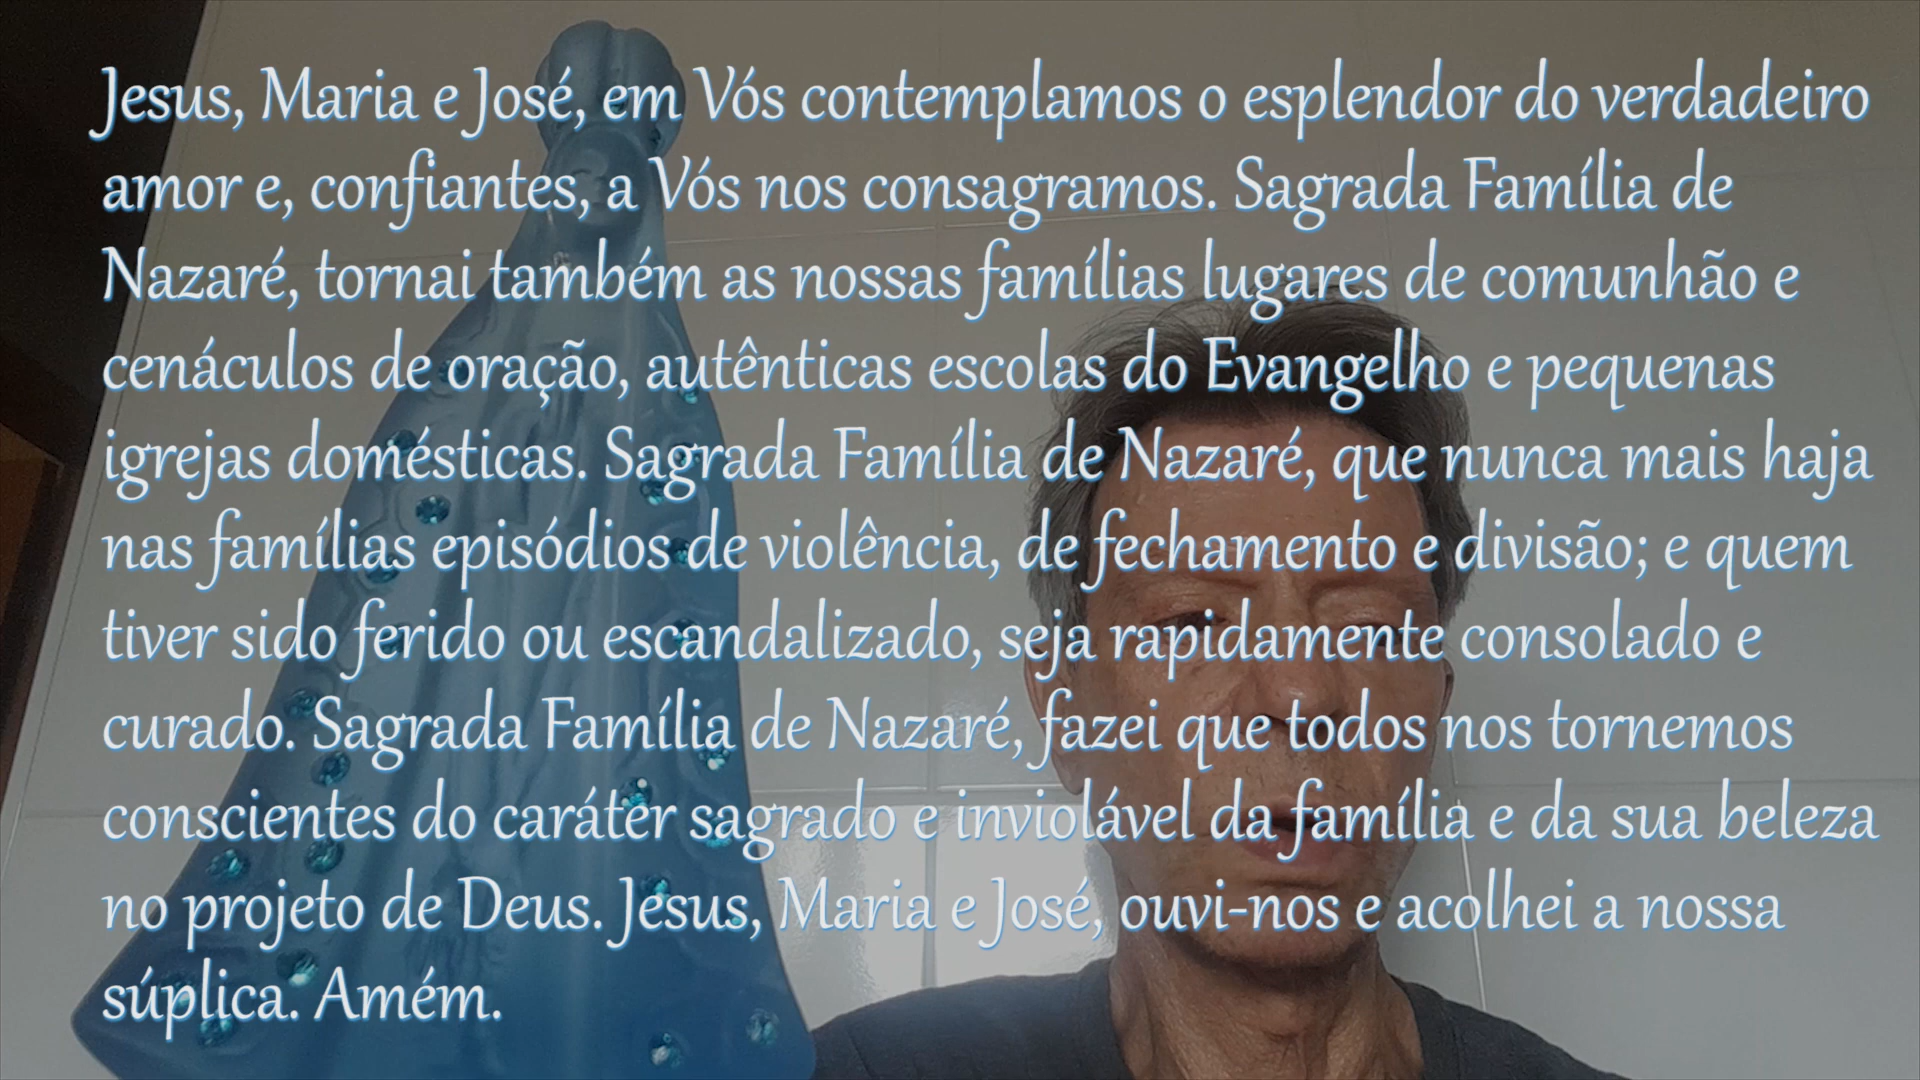 Jesus, Maria e José, em Vós contemplamos o esplendor do verdadeiro
amor e, confiantes, a Vós nos consagramos. Sagrada Família de
Nazaré, tornai também as nossas famílias lugares de comunhão e
cenáculos de oração, autênticas escolas do Evangelho e pequenas
igrejas domésticas. Sagrada Família de Nazaré, que nunca mais haja
nas famílias episódios de violência, de fechamento e divisão; e quem
tiver sido ferido ou escandalizado, seja rapidamente consolado e
curado. Sagrada Família de Nazaré, fazei que todos nos tornemos
conscientes do caráter sagrado e inviolável da família e da sua beleza
no projeto de Deus. Jesus, Maria e José, ouvi-nos e acolhei a nossa
súplica. Amém.